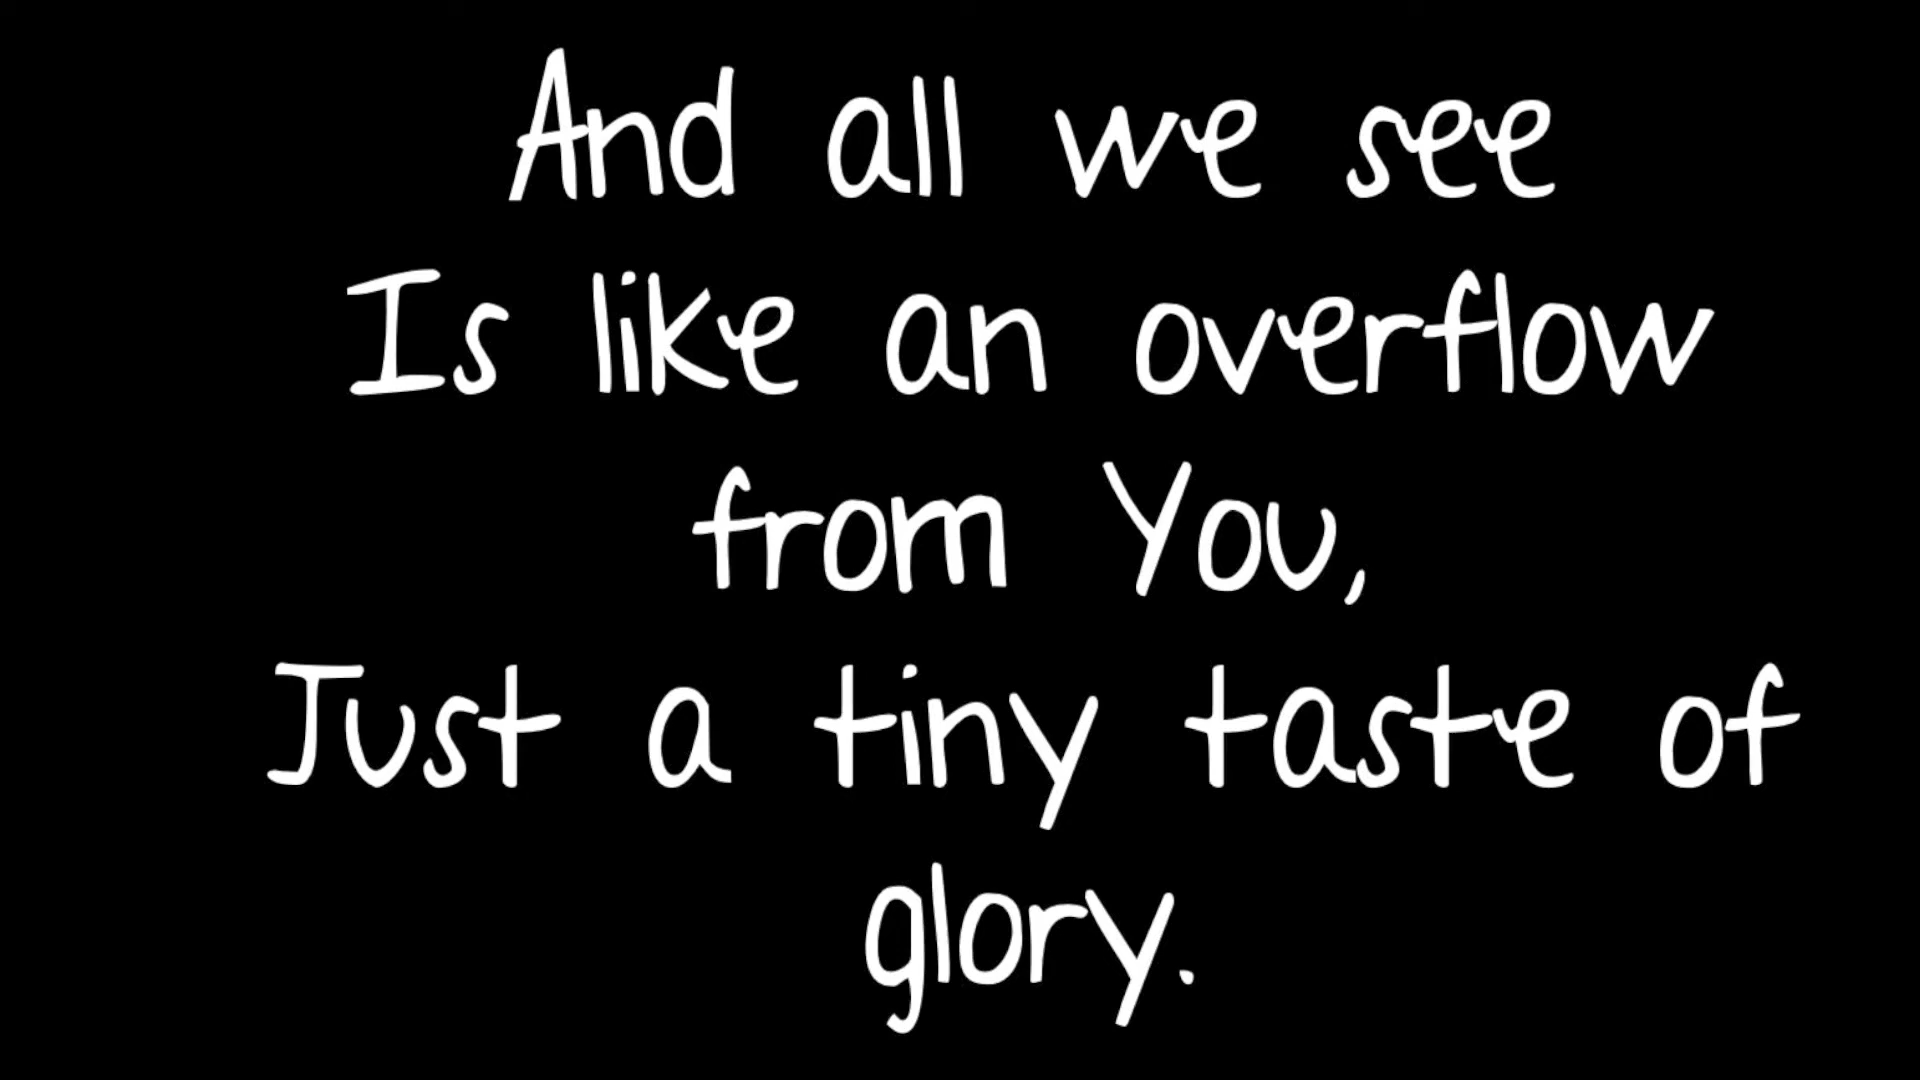 And all we see
Is like an overflow
from You,
Just a tiny taste of
glory.